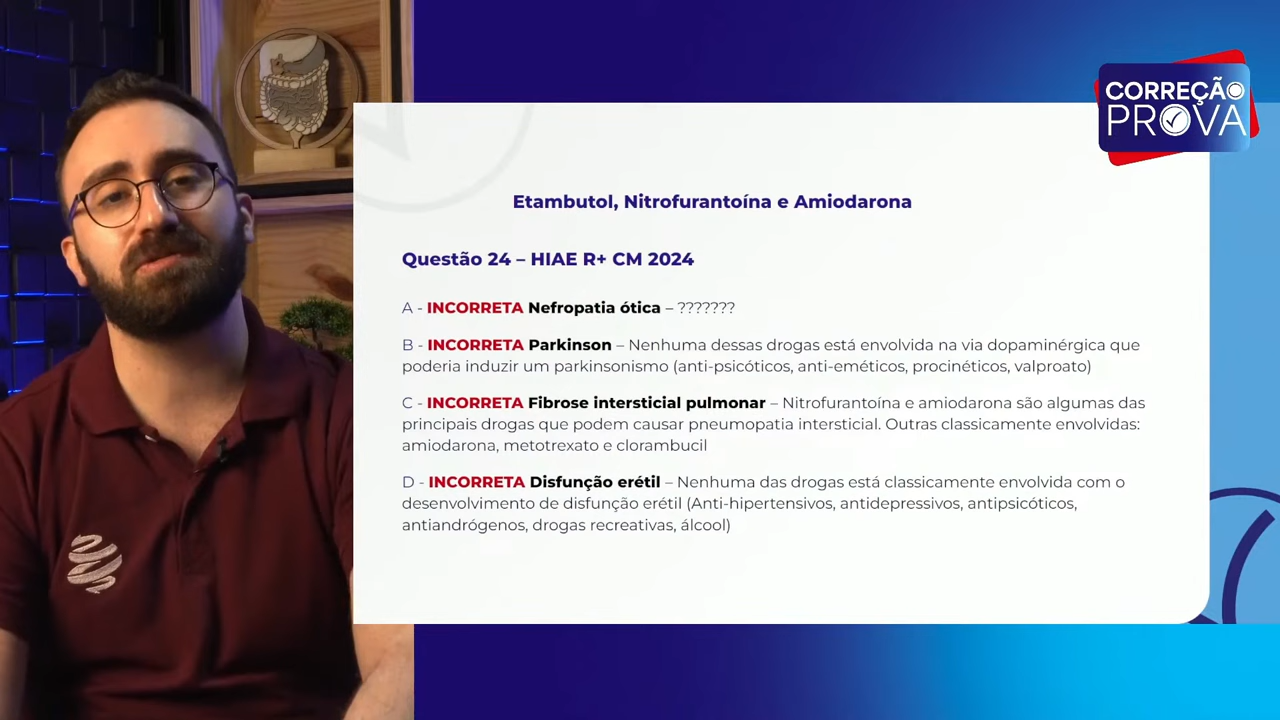 CORREÇÃO
PROVA
Etambutol, Nitrofurantoína e Amiodarona
Questão 24 – HIAE R+ CM 2024
A - INCORRETA Nefropatia ótica – ???????
B - INCORRETA Parkinson – Nenhuma dessas drogas está envolvida na via dopaminérgica que
poderia induzir um parkinsonismo (anti-psicóticos, anti-eméticos, procinéticos, valproato)
C - INCORRETA Fibrose intersticial pulmonar – Nitrofurantoína e amiodarona são algumas das
principais drogas que podem causar pneumopatia intersticial. Outras classicamente envolvidas:
amiodarona, metotrexato e clorambucil
D - INCORRETA Disfunção erétil – Nenhuma das drogas está classicamente envolvida com o
desenvolvimento de disfunção erétil (Anti-hipertensivos, antidepressivos, antipsicóticos,
antiandrógenos, drogas recreativas, álcool)